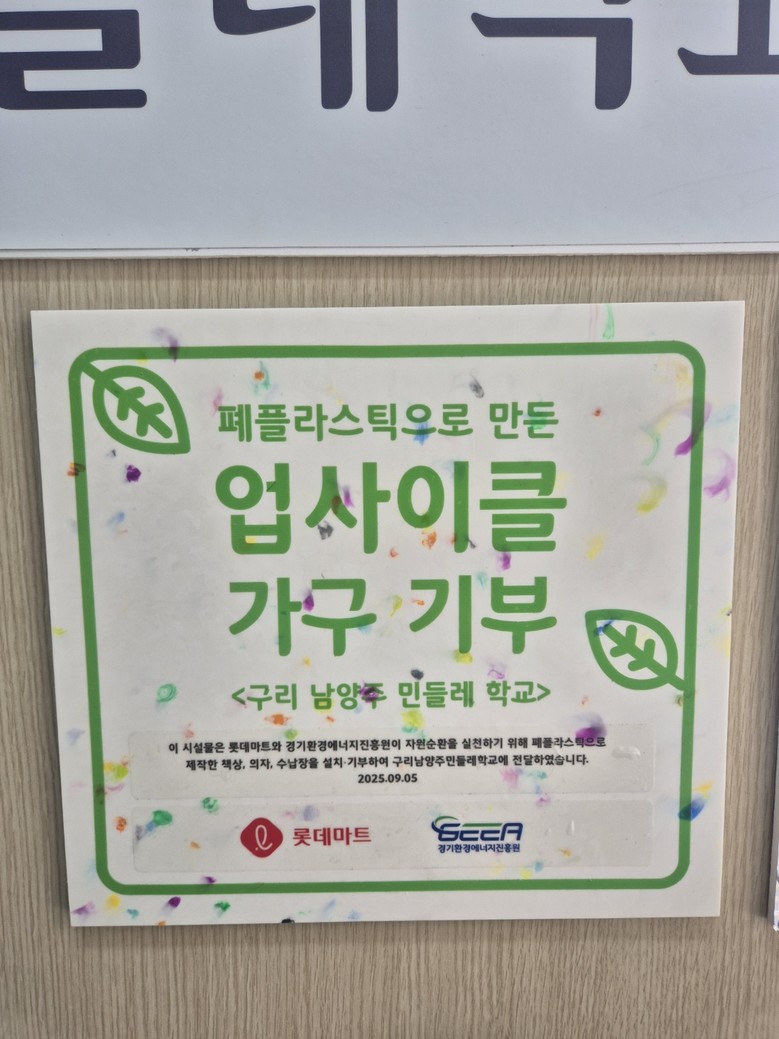 들레학교
폐플라스틱으로 만든
업사이클
가구 기부
<구리 남양주 민들레 학교>
이 시설물은 롯데마트와 경기환경에너지진흥원이 자원순환을 실천하기 위해 폐플라스틱으로
제작한 책상, 의자, 수납장을 설치·기부하여 구리남양주민들레학교에 전달하였습니다.
2025.09.05
롯데마트
GEEA
경기환경에너지진흥원